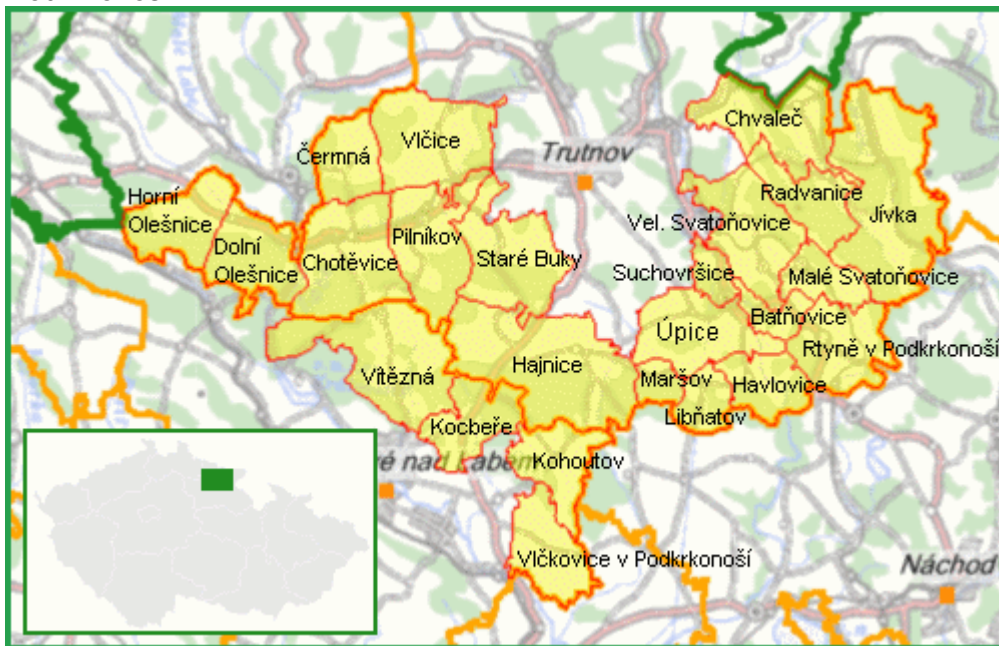 Chvaleč
Čermná
Vlčice
Trutnov
Horní
Olešnice
Radvanice
Jívka
Vel. Svatoňovice
Pilníkov
Dolní
Olešnice
Chotěvice
Staré Buky
Suchovršice
Malé Svatoňovice
Batňovice
Úpice
Rtyně v Podkrkonoší
Hajnice
Vítězná
Maršov
Havlovice
Libňatov
Kocbeře
Kohoutov
Vlčkovice v Podkrkonoší
Náchod